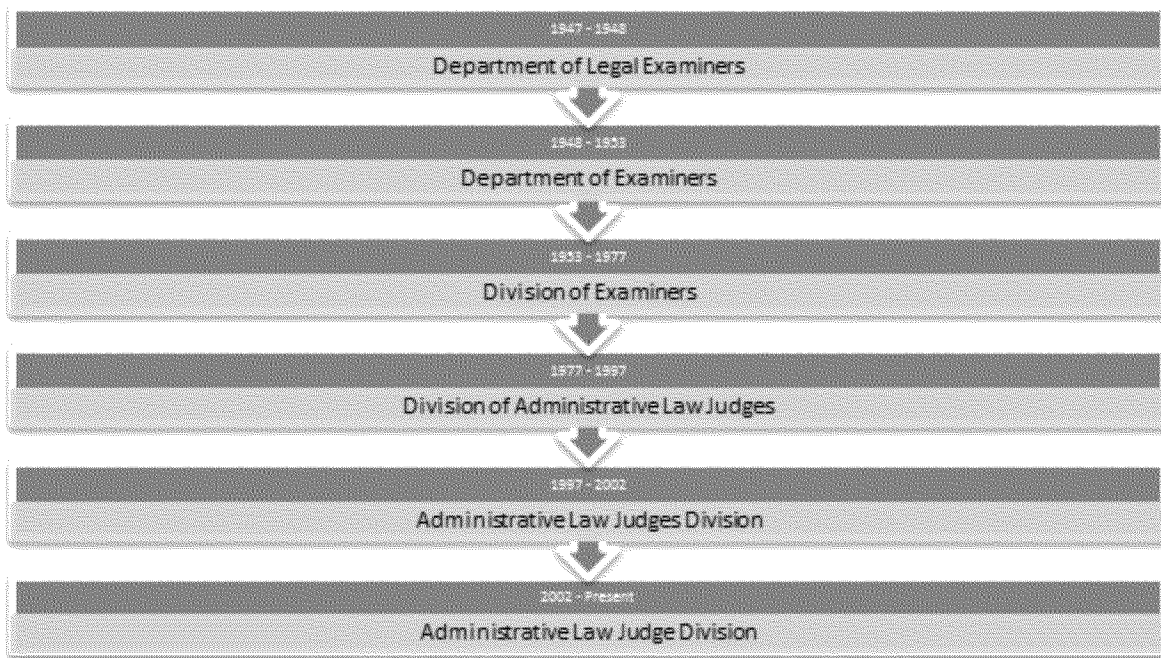 1947 - 1948
Department of Legal Examiners
1948 - 1953
Department of Examiners
1953 - 1977
Division of Examiners
1977 - 1997
Division of Administrative Law Judges
1997 - 2002
Administrative Law Judges Division
2002 - Present
Administrative Law Judge Division